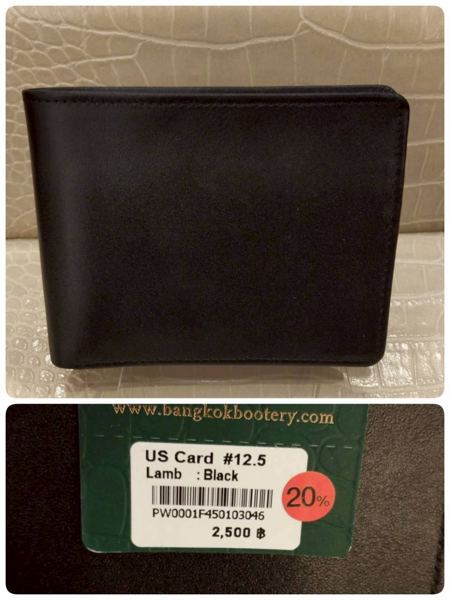 www.bangkokbootery.com
US Card #12.5
Lamb : Black
PW0001F450103046
2,500 ฿
20%